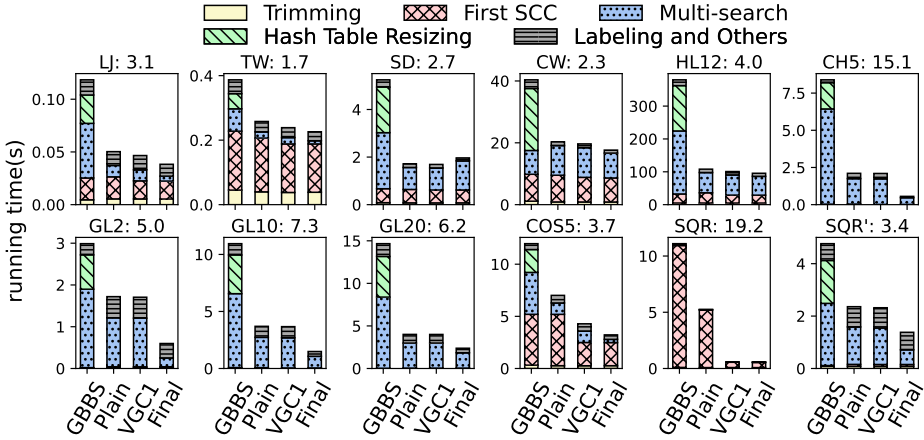 Trimming First SCC Multi-search
Hash Table Resizing Labeling and Others
running time(s)
LJ: 3.1 TW: 1.7 SD: 2.7 CW: 2.3 HL12: 4.0 CH5: 15.1
0.10 0.05 0.00
0.4 0.2 0.0
4 2 0
40 20 0
300 200 100 0
7.5 5.0 2.5 0.0
GL2: 5.0 GL10: 7.3 GL20: 6.2 COS5: 3.7 SQR: 19.2 SQR': 3.4
3 2 1 0
10 5 0
15 10 5 0
10 5 0
10 5 0
4 2 0
GBBS Plain VGC1 Final GBBS Plain VGC1 Final GBBS Plain VGC1 Final GBBS Plain VGC1 Final GBBS Plain VGC1 Final GBBS Plain VGC1 Final